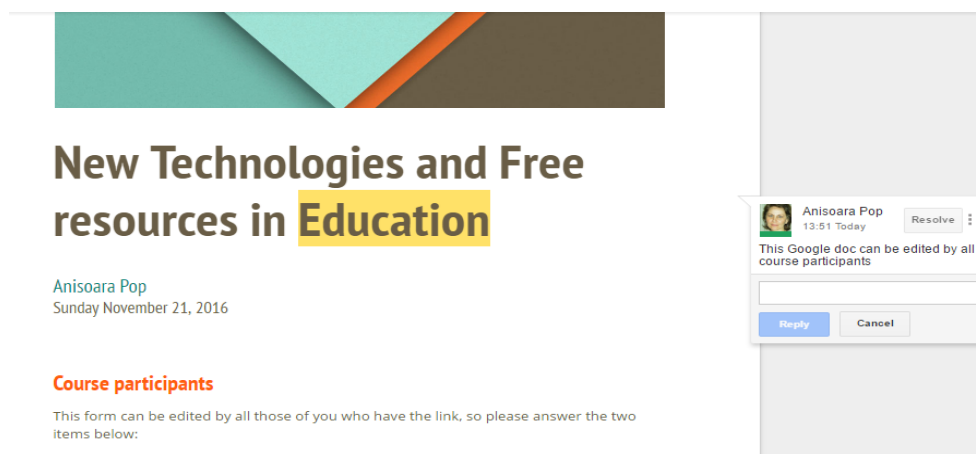 New Technologies and Free
resources in Education
Anisoara Pop
Sunday November 21, 2016
Course participants
This form can be edited by all those of you who have the link, so please answer the two
items below:
Anisoara Pop
13:51 Today
Resolve
This Google doc can be edited by all
course participants
Reply
Cancel